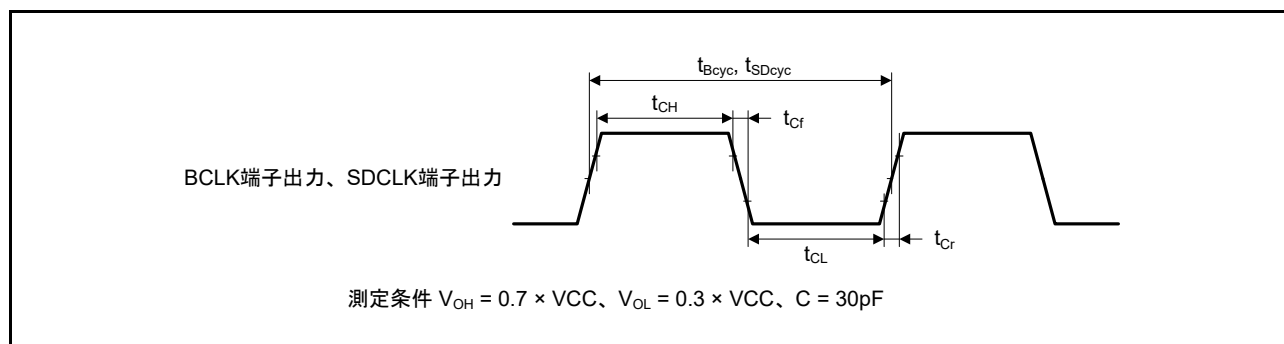 tBcyc, tSDcyc
tCH
tCf
BCLK端子出力、SDCLK端子出力
tCL
tCr
測定条件 VOH = 0.7 × VCC、VOL = 0.3 × VCC、C = 30pF